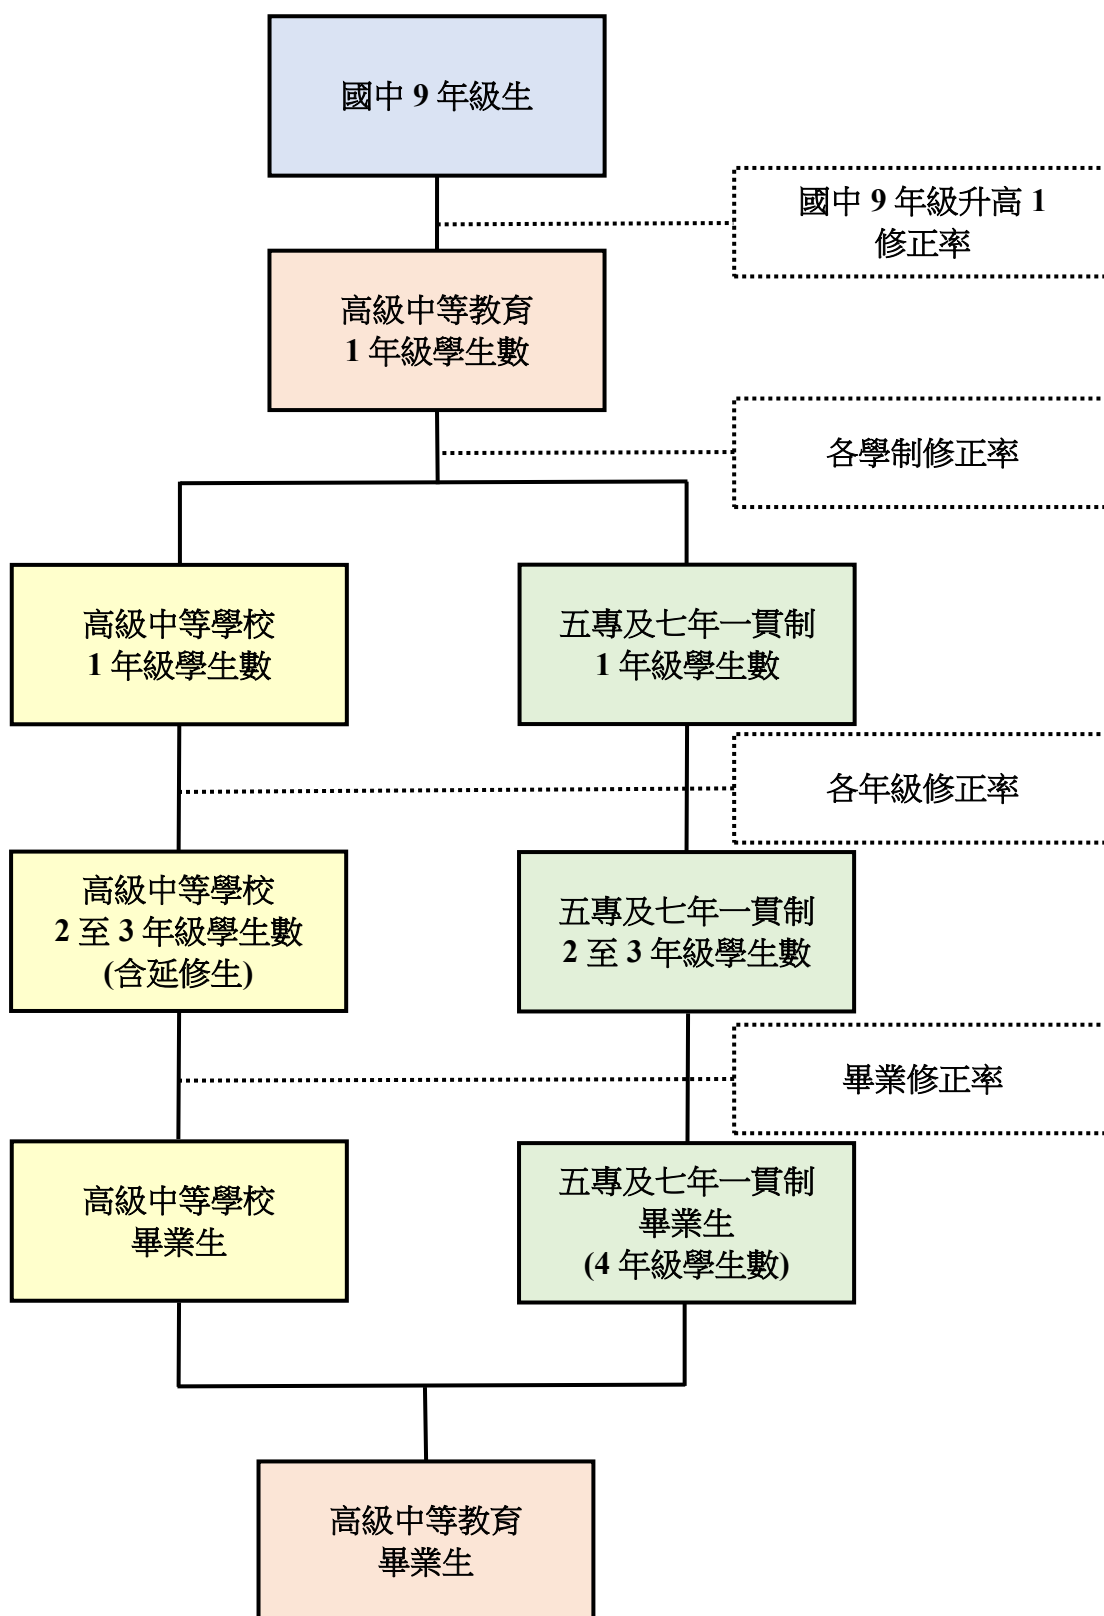 國中 9 年級生
國中 9 年級升高 1
修正率
高級中等教育
1 年級學生數
各學制修正率
高級中等學校
1 年級學生數
五專及七年一貫制
1 年級學生數
各年級修正率
高級中等學校
2 至 3 年級學生數
(含延修生)
五專及七年一貫制
2 至 3 年級學生數
畢業修正率
高級中等學校
畢業生
五專及七年一貫制
畢業生
(4 年級學生數)
高級中等教育
畢業生